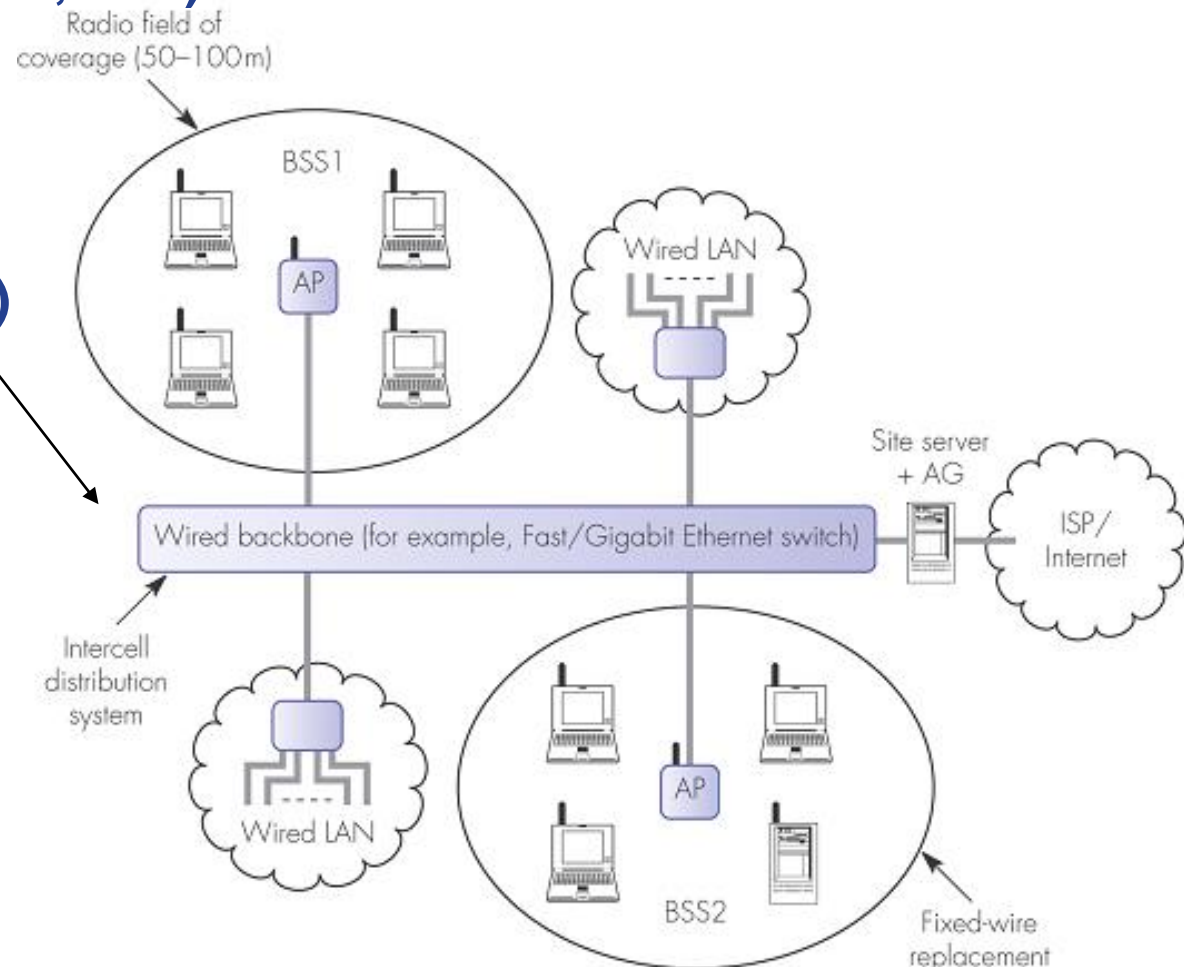 Radio field of
coverage (50–100m)
BSS1
AP
Wired LAN
Site server
+ AG
ISP/
Internet
Wired backbone (for example, Fast/Gigabit Ethernet switch)
Intercell
distribution
system
Wired LAN
AP
BSS2
Fixed-wire
replacement